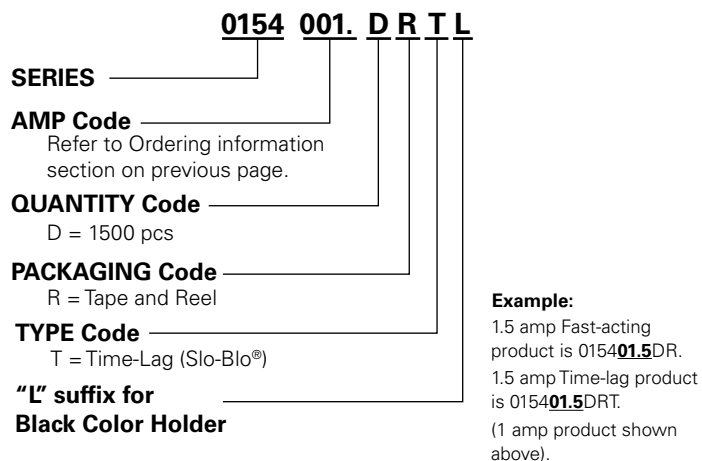 0154 001. D R T L
SERIES
AMP Code
Refer to Ordering information
section on previous page.
QUANTITY Code
D = 1500 pcs
PACKAGING Code
R = Tape and Reel
TYPE Code
T = Time-Lag (Slo-Blo®)
"L" suffix for
Black Color Holder
Example:
1.5 amp Fast-acting
product is 015401.5DR.
1.5 amp Time-lag product
is 015401.5DRT.
(1 amp product shown
above).